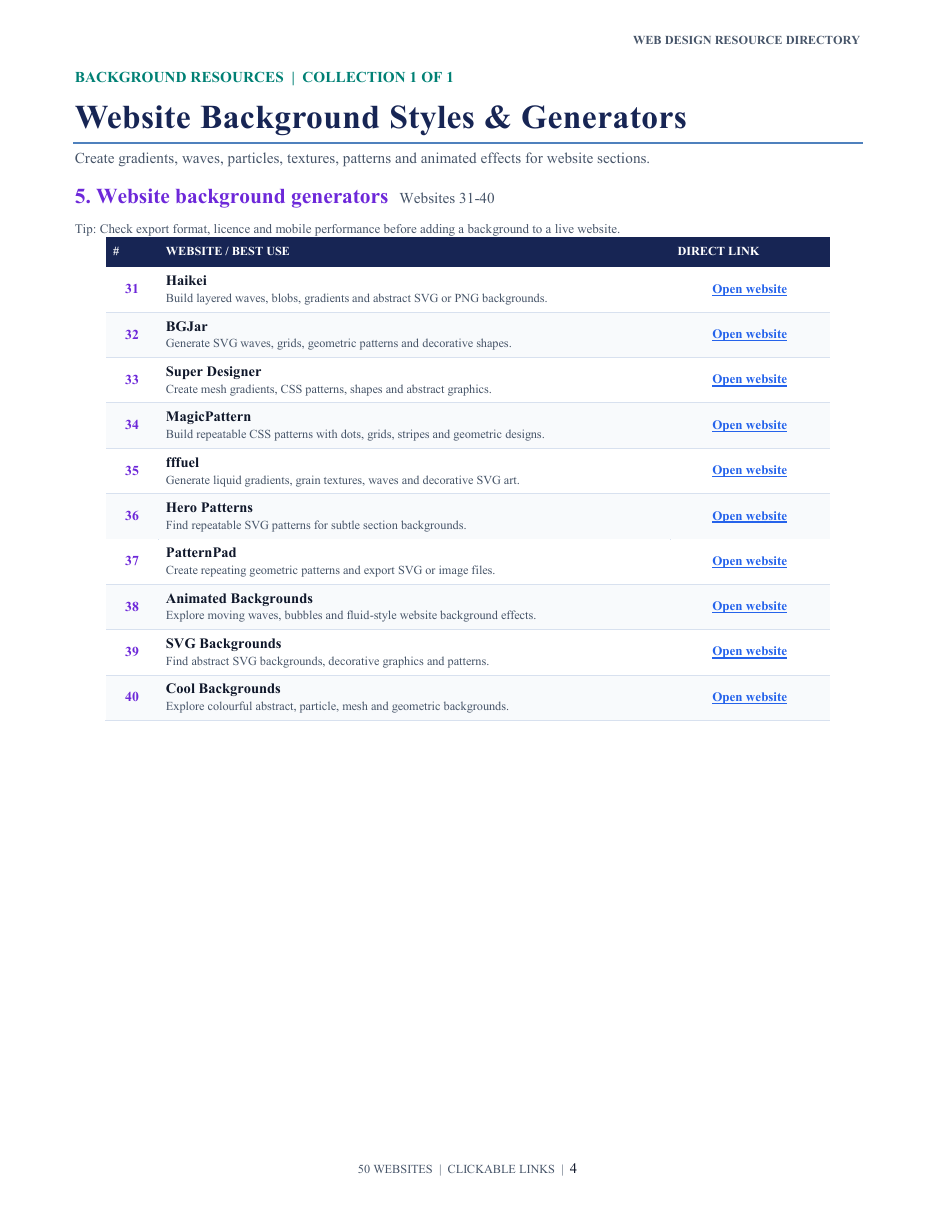 WEB DESIGN RESOURCE DIRECTORY
BACKGROUND RESOURCES | COLLECTION 1 OF 1
Website Background Styles & Generators
Create gradients, waves, particles, textures, patterns and animated effects for website sections.
5. Website background generators Websites 31-40
Tip: Check export format, licence and mobile performance before adding a background to a live website.
# WEBSITE / BEST USE DIRECT LINK
Haikei
31 Open website
Build layered waves, blobs, gradients and abstract SVG or PNG backgrounds.
BGJar
32 Open website
Generate SVG waves, grids, geometric patterns and decorative shapes.
Super Designer
33 Open website
Create mesh gradients, CSS patterns, shapes and abstract graphics.
MagicPattern
34 Open website
Build repeatable CSS patterns with dots, grids, stripes and geometric designs.
fffuel
35 Open website
Generate liquid gradients, grain textures, waves and decorative SVG art.
Hero Patterns
36 Open website
Find repeatable SVG patterns for subtle section backgrounds.
PatternPad
37 Open website
Create repeating geometric patterns and export SVG or image files.
Animated Backgrounds
38 Open website
Explore moving waves, bubbles and fluid-style website background effects.
SVG Backgrounds
39 Open website
Find abstract SVG backgrounds, decorative graphics and patterns.
Cool Backgrounds
40 Open website
Explore colourful abstract, particle, mesh and geometric backgrounds.
50 WEBSITES | CLICKABLE LINKS | 4